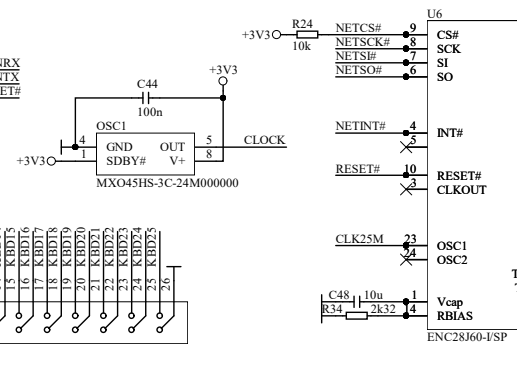 U6
R24
+3V3
10k
NETCS#
9
CS#
NETSCK#
8
SCK
NETSI#
7
SI
NETSO#
6
SO
NRX
NTX
ET#
+3V3
C44
100n
OSC1
4
GND
OUT
5
CLOCK
+3V3
1
SDBY#
V+
8
MXO45HS-3C-24M000000
NETINT#
4
INT#
5
RESET#
10
RESET#
3
CLKOUT
CLK25M
23
OSC1
24
OSC2
KBD15
KBD16
KBD17
KBD18
KBD19
KBD20
KBD21
KBD22
KBD23
KBD24
KBD25
15
16
17
18
19
20
21
22
23
24
25
26
C48
10u
1
Vcap
R34
2k32
RBIAS
ENC28J60-I/SP